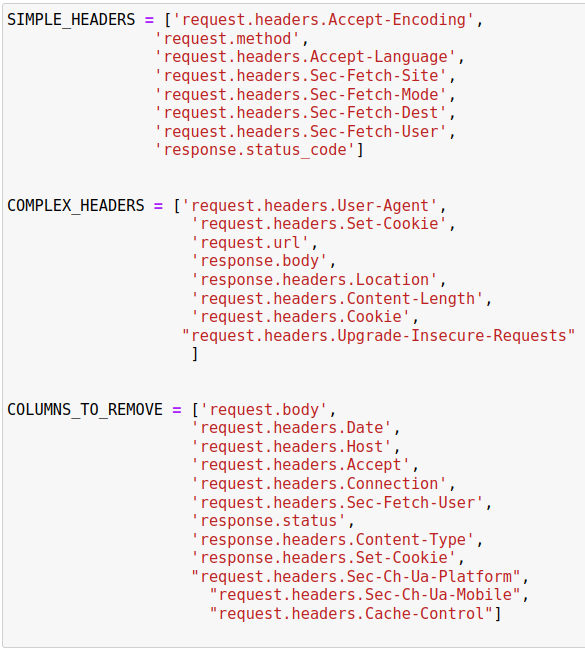 SIMPLE_HEADERS = ['request.headers.Accept-Encoding',
'request.method',
'request.headers.Accept-Language',
'request.headers.Sec-Fetch-Site',
'request.headers.Sec-Fetch-Mode',
'request.headers.Sec-Fetch-Dest',
'request.headers.Sec-Fetch-User',
'response.status_code']
COMPLEX_HEADERS = ['request.headers.User-Agent',
'request.headers.Set-Cookie',
'request.url',
'response.body',
'response.headers.Location',
'request.headers.Content-Length',
'request.headers.Cookie',
"request.headers.Upgrade-Insecure-Requests"
]
COLUMNS_TO_REMOVE = ['request.body',
'request.headers.Date',
'request.headers.Host',
'request.headers.Accept',
'request.headers.Connection',
'request.headers.Sec-Fetch-User',
'response.status',
'response.headers.Content-Type',
'response.headers.Set-Cookie',
"request.headers.Sec-Ch-Ua-Platform",
"request.headers.Sec-Ch-Ua-Mobile",
"request.headers.Cache-Control"]